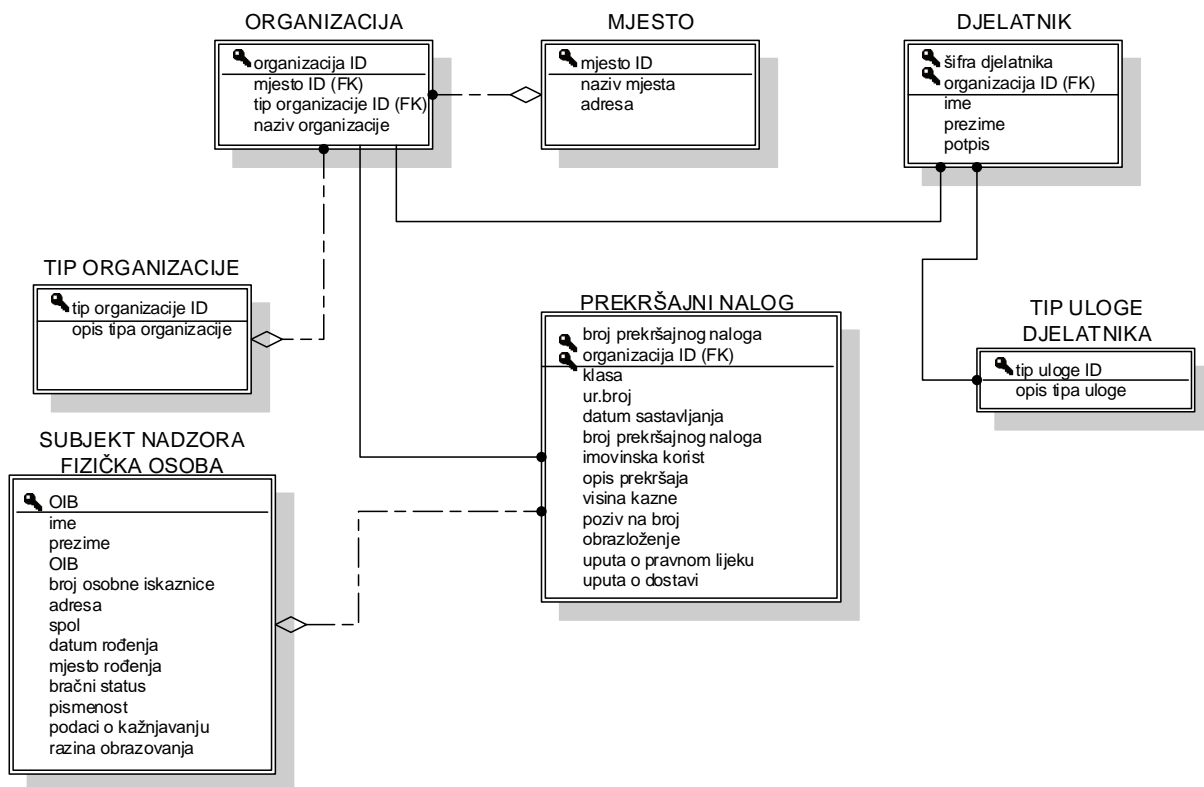 ORGANIZACIJA
organizacija ID
mjesto ID (FK)
tip organizacije ID (FK)
naziv organizacije
MJESTO
mjesto ID
naziv mjesta
adresa
DJELATNIK
šifra djelatnika
organizacija ID (FK)
ime
prezime
potpis
TIP ORGANIZACIJE
tip organizacije ID
opis tipa organizacije
PREKRŠAJNI NALOG
broj prekršajnog naloga
organizacija ID (FK)
klasa
ur.broj
datum sastavljanja
broj prekršajnog naloga
imovinska korist
opis prekršaja
visina kazne
poziv na broj
obrazloženje
uputa o pravnom lijeku
uputa o dostavi
TIP ULOGE
DJELATNIKA
tip uloge ID
opis tipa uloge
SUBJEKT NADZORA
FIZIČKA OSOBA
OIB
ime
prezime
OIB
broj osobne iskaznice
adresa
spol
datum rođenja
mjesto rođenja
bračni status
pismenost
podaci o kažnjavanju
razina obrazovanja